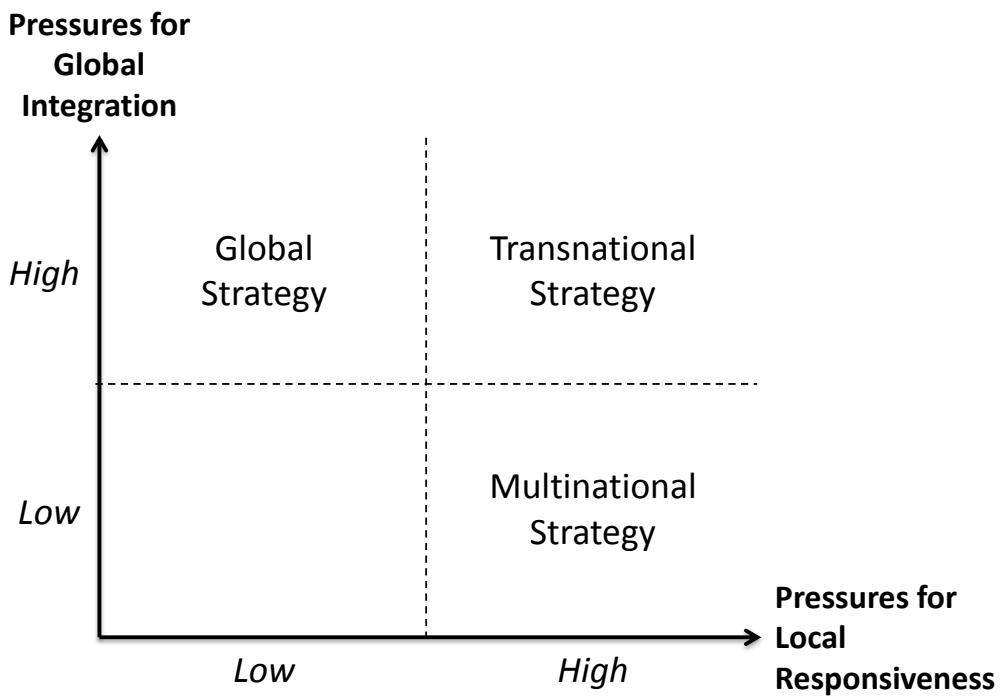 Pressures for
Global
Integration
High
Global
Strategy
Transnational
Strategy
Low
Multinational
Strategy
Pressures for
Local
Responsiveness
Low
High